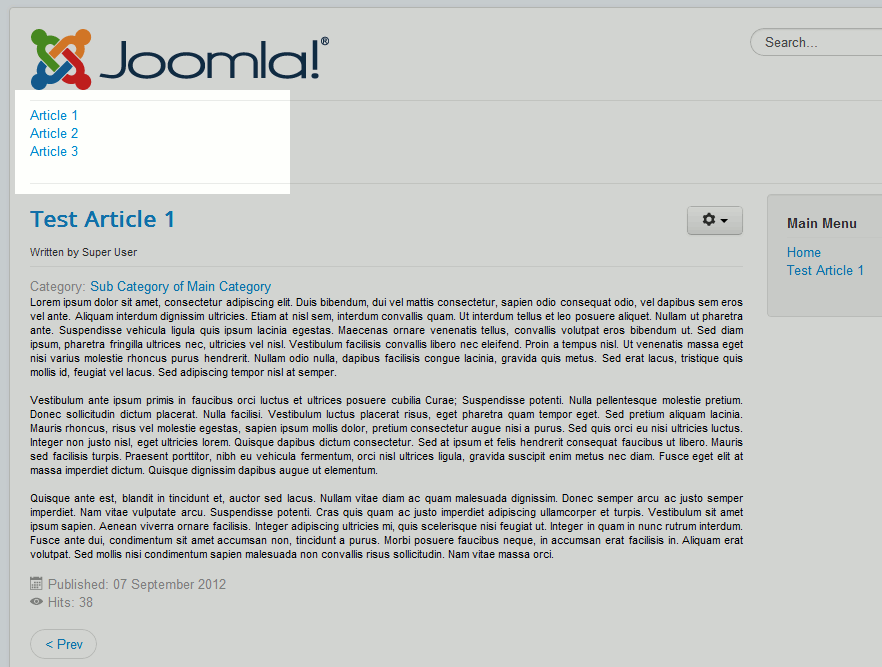 Joomla!®
Search...
Article 1
Article 2
Article 3
Test Article 1
Written by Super User
Main Menu
Home
Test Article 1
Category: Sub Category of Main Category
Lorem ipsum dolor sit amet, consectetur adipiscing elit. Duis bibendum, dui vel mattis consectetur, sapien odio consequat odio, vel dapibus sem eros
vel ante. Aliquam interdum dignissim ultricies. Etiam at nisl sem, interdum convallis quam. Ut interdum tellus et leo posuere aliquet. Nullam ut pharetra
ante. Suspendisse vehicula ligula quis ipsum lacinia egestas. Maecenas ornare venenatis tellus, convallis volutpat eros bibendum ut. Sed diam
ipsum, pharetra fringilla ultrices nec, ultricies vel nisl. Vestibulum facilisis convallis libero nec eleifend. Proin a tempus nisl. Ut venenatis massa eget
nisi varius molestie rhoncus purus hendrerit. Nullam odio nulla, dapibus facilisis congue lacinia, gravida quis metus. Sed erat lacus, tristique quis
mollis id, feugiat vel lacus. Sed adipiscing tempor nisl at semper.
Vestibulum ante ipsum primis in faucibus orci luctus et ultrices posuere cubilia Curae; Suspendisse potenti. Nulla pellentesque molestie pretium.
Donec sollicitudin dictum placerat. Nulla facilisi. Vestibulum luctus placerat risus, eget pharetra quam tempor eget. Sed pretium aliquam lacinia.
Mauris rhoncus, risus vel molestie egestas, sapien ipsum mollis dolor, pretium consectetur augue nisi a purus. Sed quis orci eu nisi ultricies luctus.
Integer non justo nisl, eget ultricies lorem. Quisque dapibus dictum consectetur. Sed at ipsum et felis hendrerit consequat faucibus ut libero. Mauris
sed facilisis turpis. Praesent porttitor, nibh eu vehicula fermentum, orci nisl ultrices ligula, gravida suscipit enim metus nec diam. Fusce eget elit at
massa imperdiet dictum. Quisque dignissim dapibus augue ut elementum.
Quisque ante est, blandit in tincidunt et, auctor sed lacus. Nullam vitae diam ac quam malesuada dignissim. Donec semper arcu ac justo semper
imperdiet. Nam vitae vulputate arcu. Suspendisse potenti. Cras quis quam ac justo imperdiet adipiscing ullamcorper et turpis. Vestibulum sit amet
ipsum sapien. Aenean viverra ornare facilisis. Integer adipiscing ultricies mi, quis scelerisque nisi feugiat ut. Integer in quam in nunc rutrum interdum.
Fusce ante dui, condimentum sit amet accumsan non, tincidunt a purus. Morbi posuere faucibus neque, in accumsan erat facilisis in. Aliquam erat
volutpat. Sed mollis nisi condimentum sapien malesuada non convallis risus sollicitudin. Nam vitae massa orci.
Published: 07 September 2012
Hits: 38
< Prev